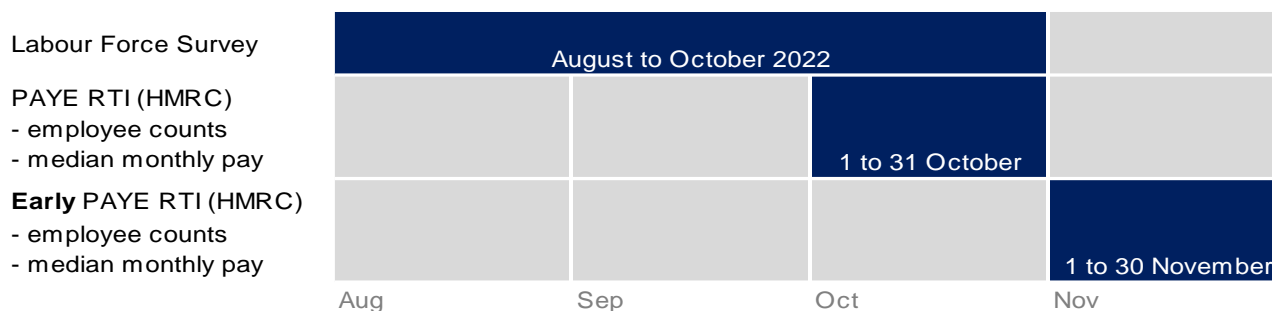 Labour Force Survey
August to October 2022
PAYE RTI (HMRC)
- employee counts
- median monthly pay
1 to 31 October
Early PAYE RTI (HMRC)
- employee counts
- median monthly pay
1 to 30 November
Aug Sep Oct Nov